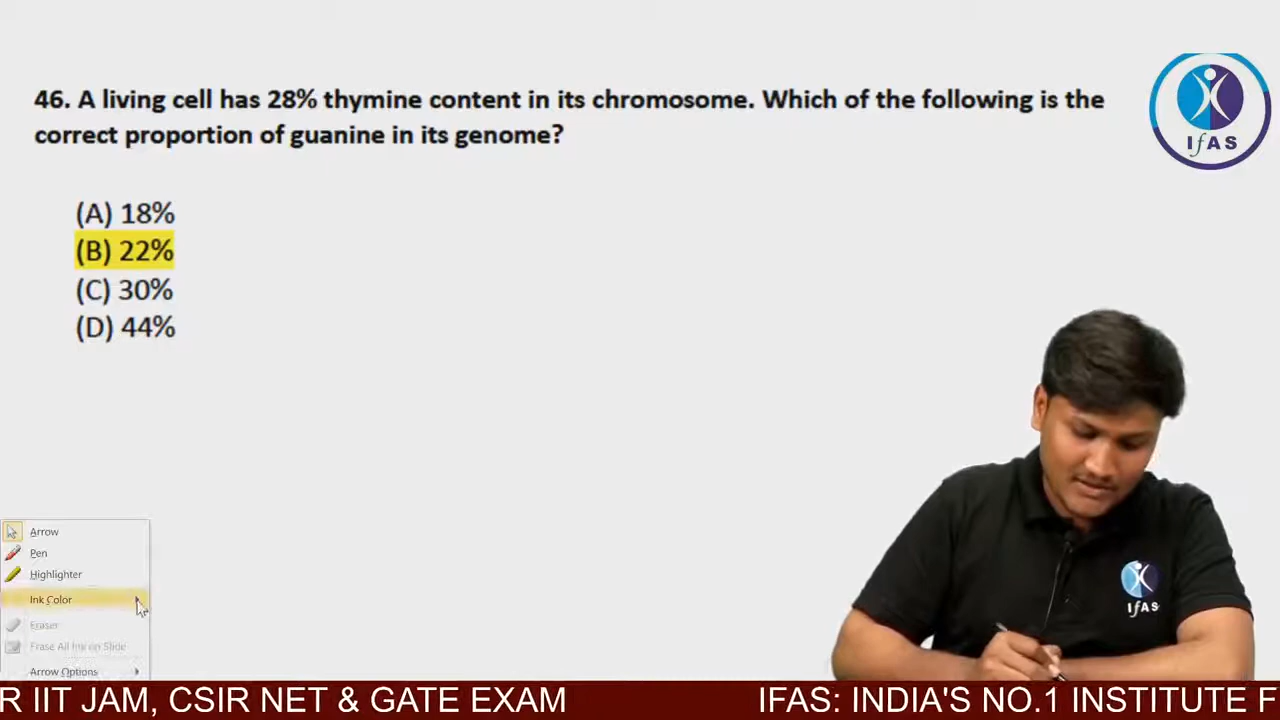 46. A living cell has 28% thymine content in its chromosome. Which of the following is the
correct proportion of guanine in its genome?
IfAS
(A) 18%
(B) 22%
(C) 30%
(D) 44%
Arrow
Pen
Highlighter
Ink Color
Eraser
Erase All Ink on Slide
Arrow Options
IfAS
R IIT JAM, CSIR NET & GATE EXAM
IFAS: INDIA'S NO.1 INSTITUTE F